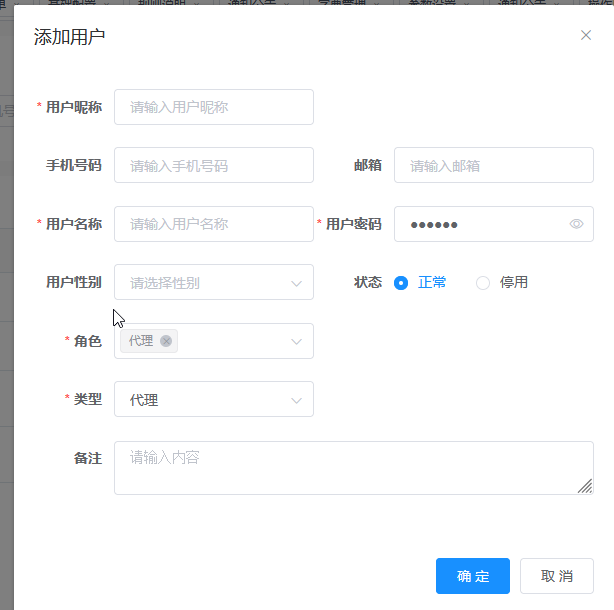 添加用户
* 用户昵称 请输入用户昵称
手机号码 请输入手机号码 邮箱 请输入邮箱
* 用户名称 请输入用户名称 * 用户密码 ••••••
用户性别 请选择性别 状态 正常 停用
* 角色 代理
* 类型 代理
备注 请输入内容
确 定 取 消